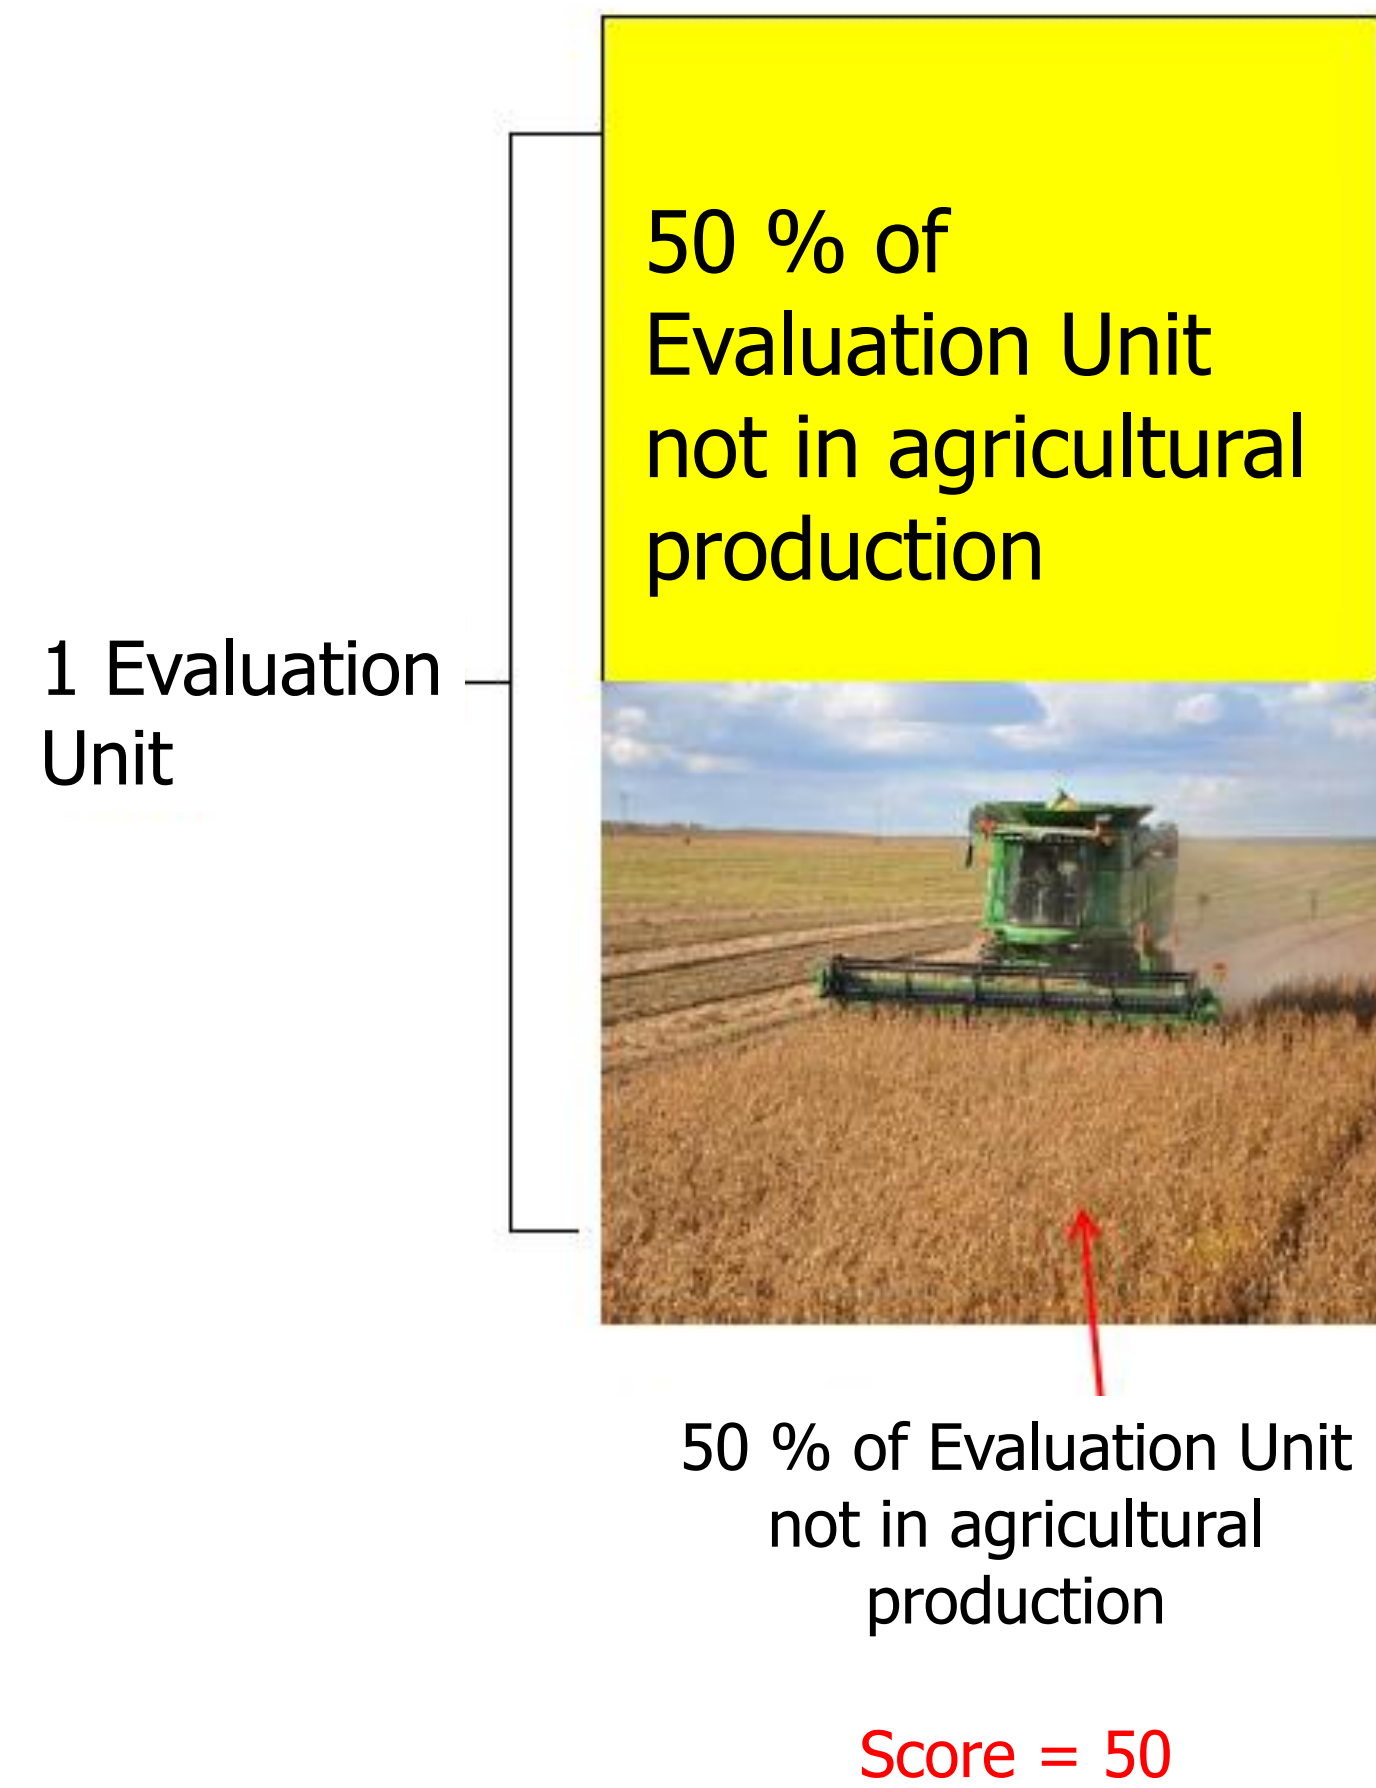 50 % of
Evaluation Unit
not in agricultural
production
1 Evaluation
Unit
50 % of Evaluation Unit
not in agricultural
production
Score = 50